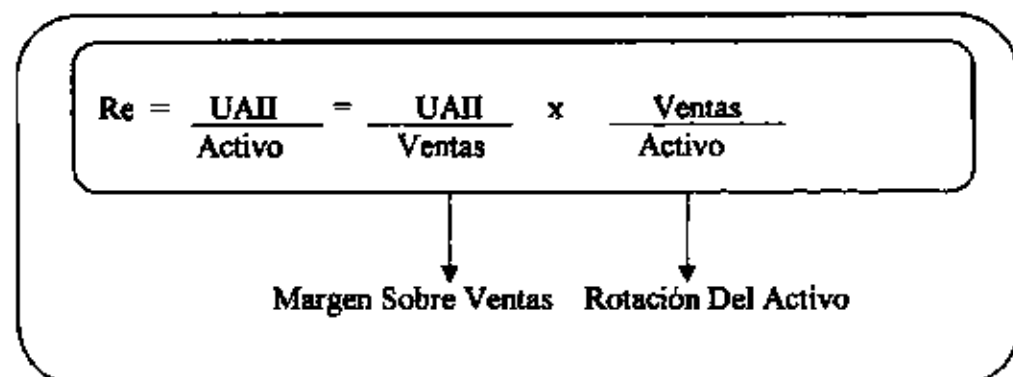 Re = UAII = UAII x Ventas
Activo Ventas Activo
Margen Sobre Ventas Rotación Del Activo